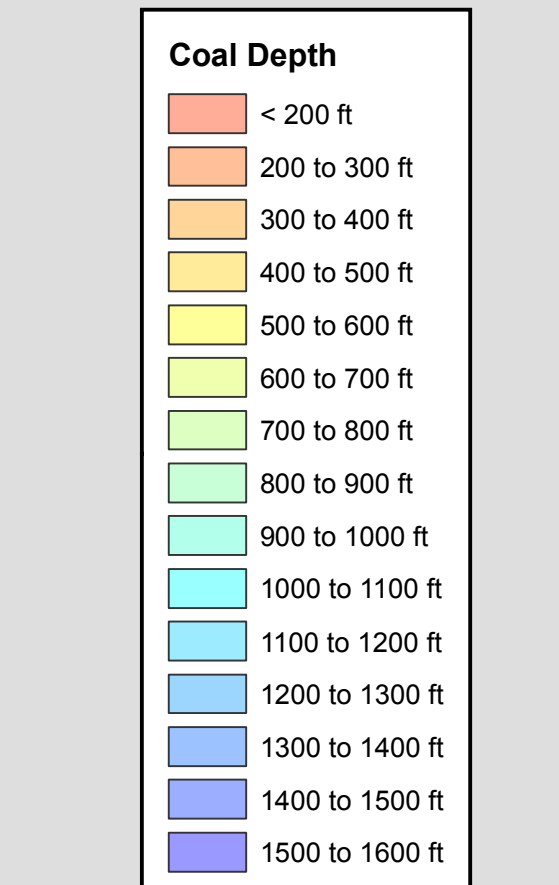 Coal Depth
< 200 ft
200 to 300 ft
300 to 400 ft
400 to 500 ft
500 to 600 ft
600 to 700 ft
700 to 800 ft
800 to 900 ft
900 to 1000 ft
1000 to 1100 ft
1100 to 1200 ft
1200 to 1300 ft
1300 to 1400 ft
1400 to 1500 ft
1500 to 1600 ft